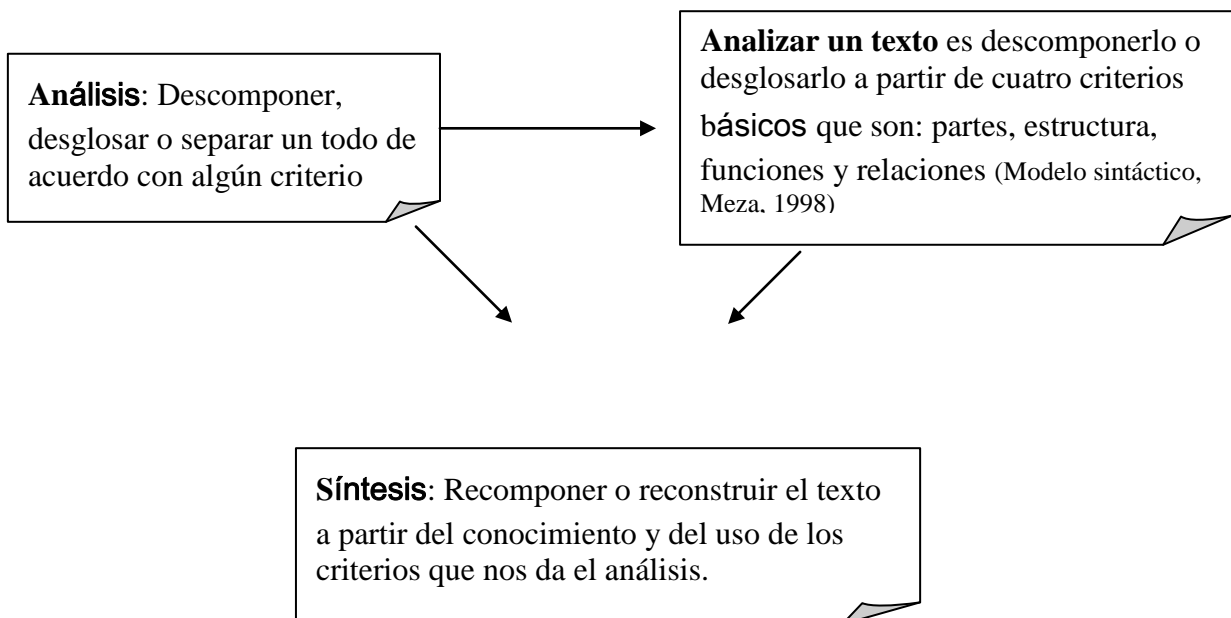 Análisis: Descomponer,
desglosar o separar un todo de
acuerdo con algún criterio
Analizar un texto es descomponerlo o
desglosarlo a partir de cuatro criterios
básicos que son: partes, estructura,
funciones y relaciones (Modelo sintáctico,
Meza, 1998)
Síntesis: Recomponer o reconstruir el texto
a partir del conocimiento y del uso de los
criterios que nos da el análisis.